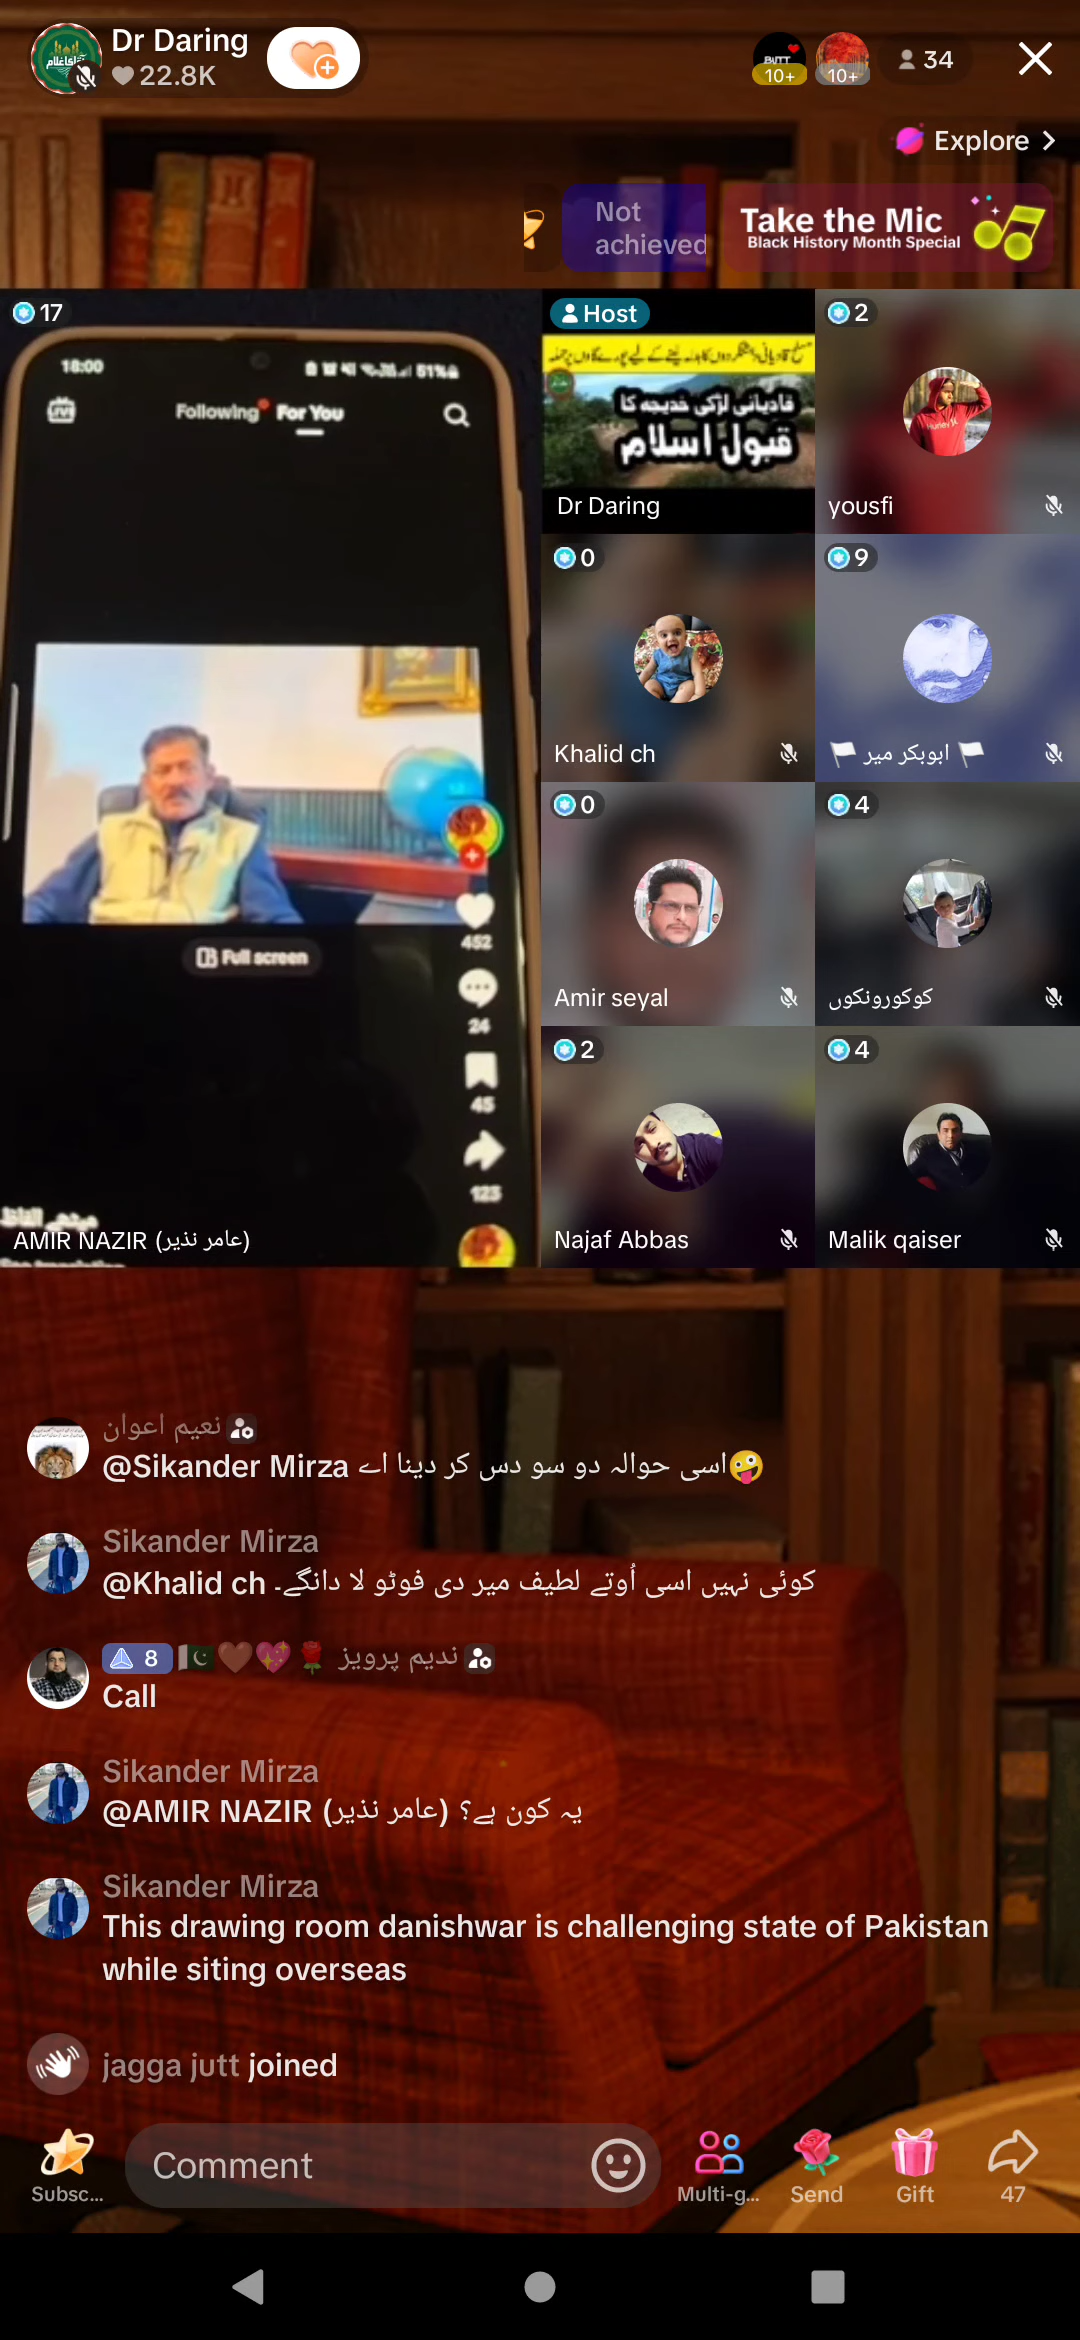 Dr Daring
22.8K
10+
10+
34
Explore
Not
achieved
Take the Mic
Black History Month Special
17
18:00
51%
LIVE
Following
For You
Full screen
452
24
45
123
AMIR NAZIR (عامر نذیر)
Host
قادیانی لڑکی خدیجہ کا
قبول اسلام
Dr Daring
2
yousfi
0
Khalid ch
9
ابوبکر میر
0
Amir seyal
4
کوکورونکوں
2
Najaf Abbas
4
Malik qaiser
نعیم اعوان
@Sikander Mirza اسی حوالہ دو سو دس کر دینا اے🤪
Sikander Mirza
@Khalid ch کوئی نہیں اسی اُوتے لطیف میر دی فوٹو لا دانگے۔
8 🇵🇰🤎💖🌹 ندیم پرویز
Call
Sikander Mirza
@AMIR NAZIR (عامر نذیر) یہ کون ہے؟
Sikander Mirza
This drawing room danishwar is challenging state of Pakistan
while siting overseas
jagga jutt joined
Subsc...
Comment
Multi-g...
Send
Gift
47